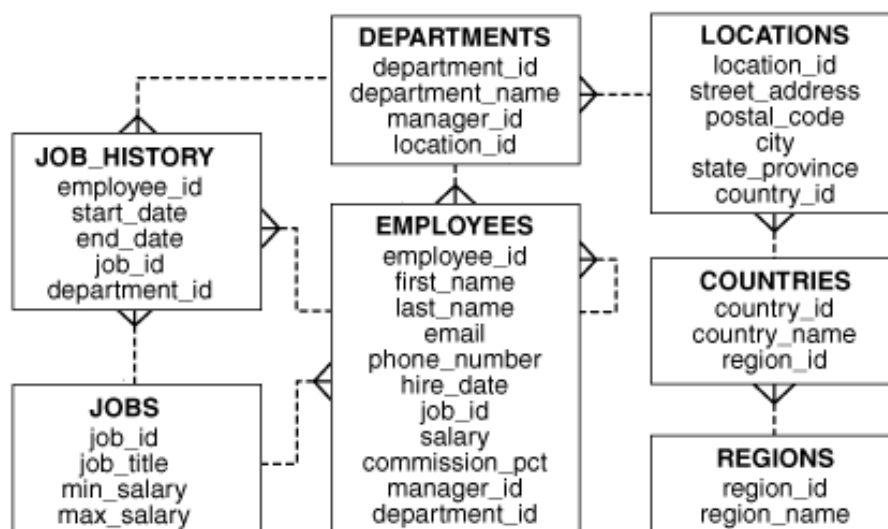 DEPARTMENTS
department_id
department_name
manager_id
location_id
LOCATIONS
location_id
street_address
postal_code
city
state_province
country_id
JOB_HISTORY
employee_id
start_date
end_date
job_id
department_id
EMPLOYEES
employee_id
first_name
last_name
email
phone_number
hire_date
job_id
salary
commission_pct
manager_id
department_id
COUNTRIES
country_id
country_name
region_id
JOBS
job_id
job_title
min_salary
max_salary
REGIONS
region_id
region_name